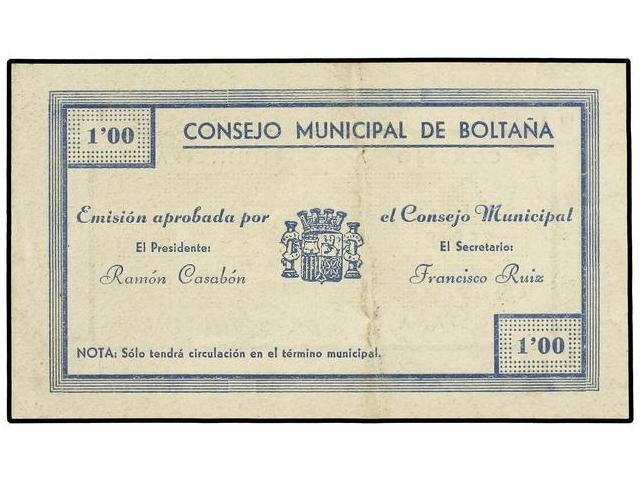 1'00
CONSEJO MUNICIPAL DE BOLTAÑA
Emisión aprobada por el Consejo Municipal
El Presidente: El Secretario:
Ramón Casabón Francisco Ruiz
NOTA: Sólo tendrá circulación en el término municipal.
1'00